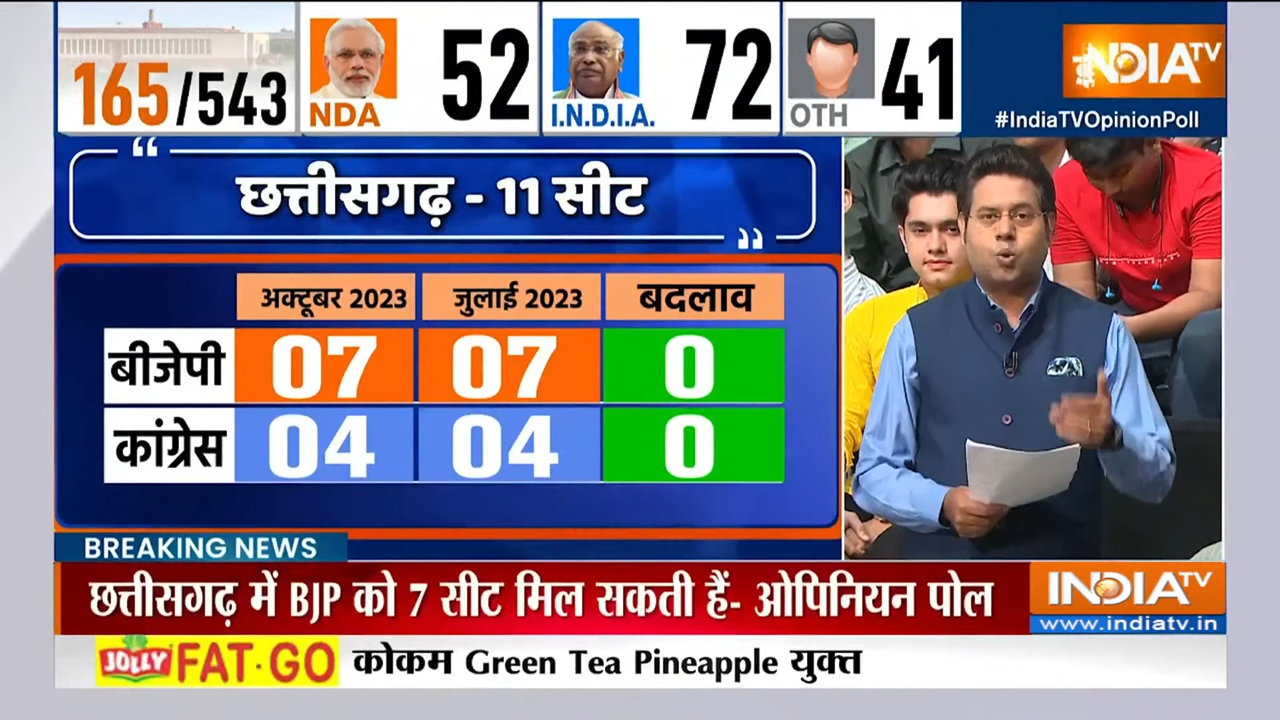 165/543
NDA
52
I.N.D.I.A.
72
OTH
41
INDIA TV
#IndiaTVOpinionPoll
छत्तीसगढ़ - 11 सीट
अक्टूबर 2023 जुलाई 2023 बदलाव
बीजेपी 07 07 0
कांग्रेस 04 04 0
BREAKING NEWS
छत्तीसगढ़ में BJP को 7 सीट मिल सकती हैं- ओपिनियन पोल
INDIA TV
www.indiatv.in
JOLLY FAT-GO कोकम Green Tea Pineapple युक्त